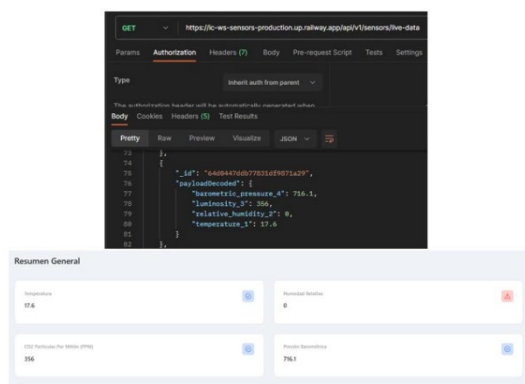 GET https://lc-ws-sensors-production.up.railway.app/api/v1/sensors/live-data
Params Authorization Headers (7) Body Pre-request Script Tests Settings
Type Inherit auth from parent
The authorization header will be automatically generated when
Body Cookies Headers (5) Test Results
Pretty Raw Preview Visualize JSON
73 },
74 {
75 "_id": "64d0447ddb77831df9871a29",
76 "payloadDecoded": {
77 "barometric_pressure_4": 716.1,
78 "luminosity_3": 356,
79 "relative_humidity_2": 0,
80 "temperature_1": 17.6
81 }
82 },
Resumen General
Temperatura Humedad Relativa
17.6 0
CO2 Partículas Por Millón (PPM) Presión Barométrica
356 716.1